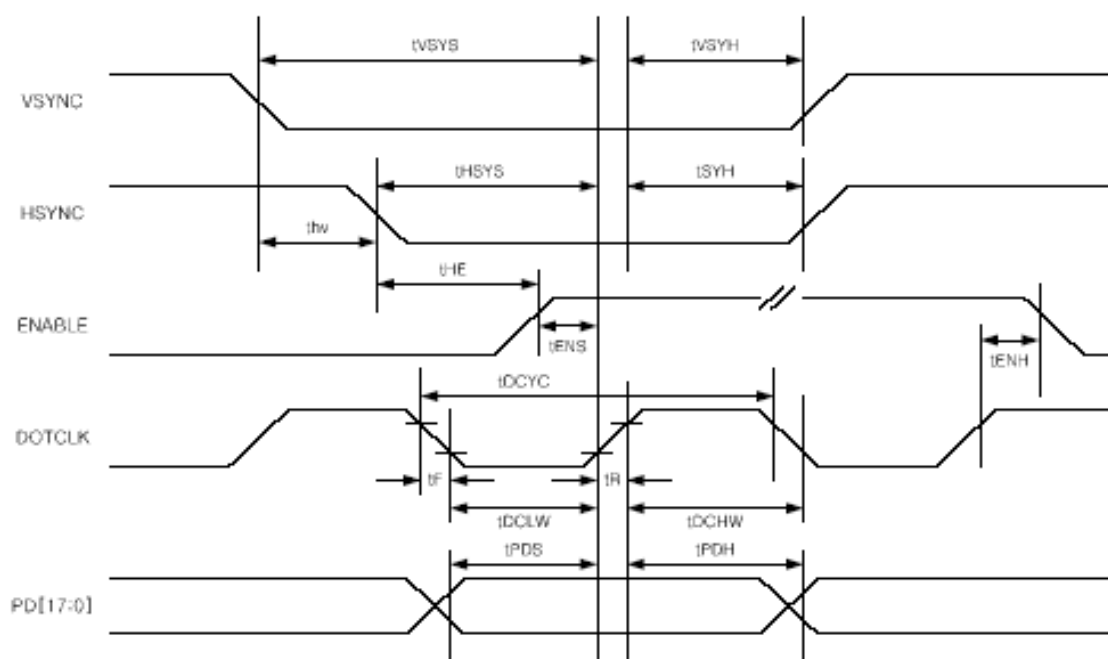 tVSYS tVSYH
VSYNC
tHSYS tSYH
HSYNC
thv
tHE
ENABLE
tENS tENH
tDCYC
DOTCLK
tF tR
tDCLW tDCHW
tPDS tPDH
PD[17:0]